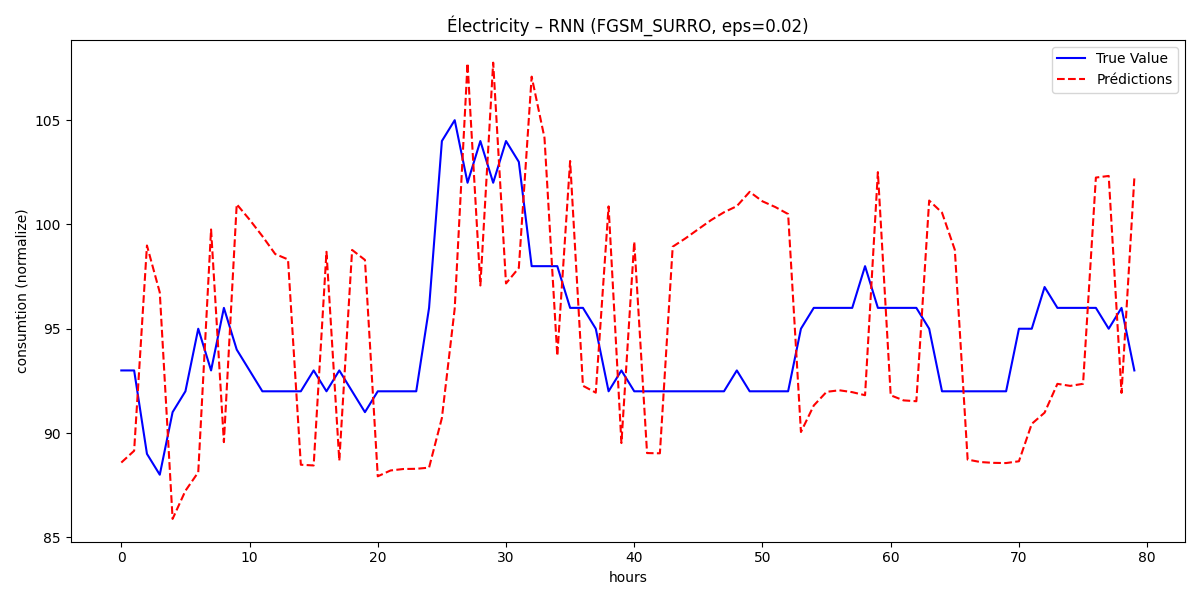 Électricity – RNN (FGSM_SURRO, eps=0.02)
True Value
Prédictions
consumtion (normalize)
105
100
95
90
85
0 10 20 30 40 50 60 70 80
hours